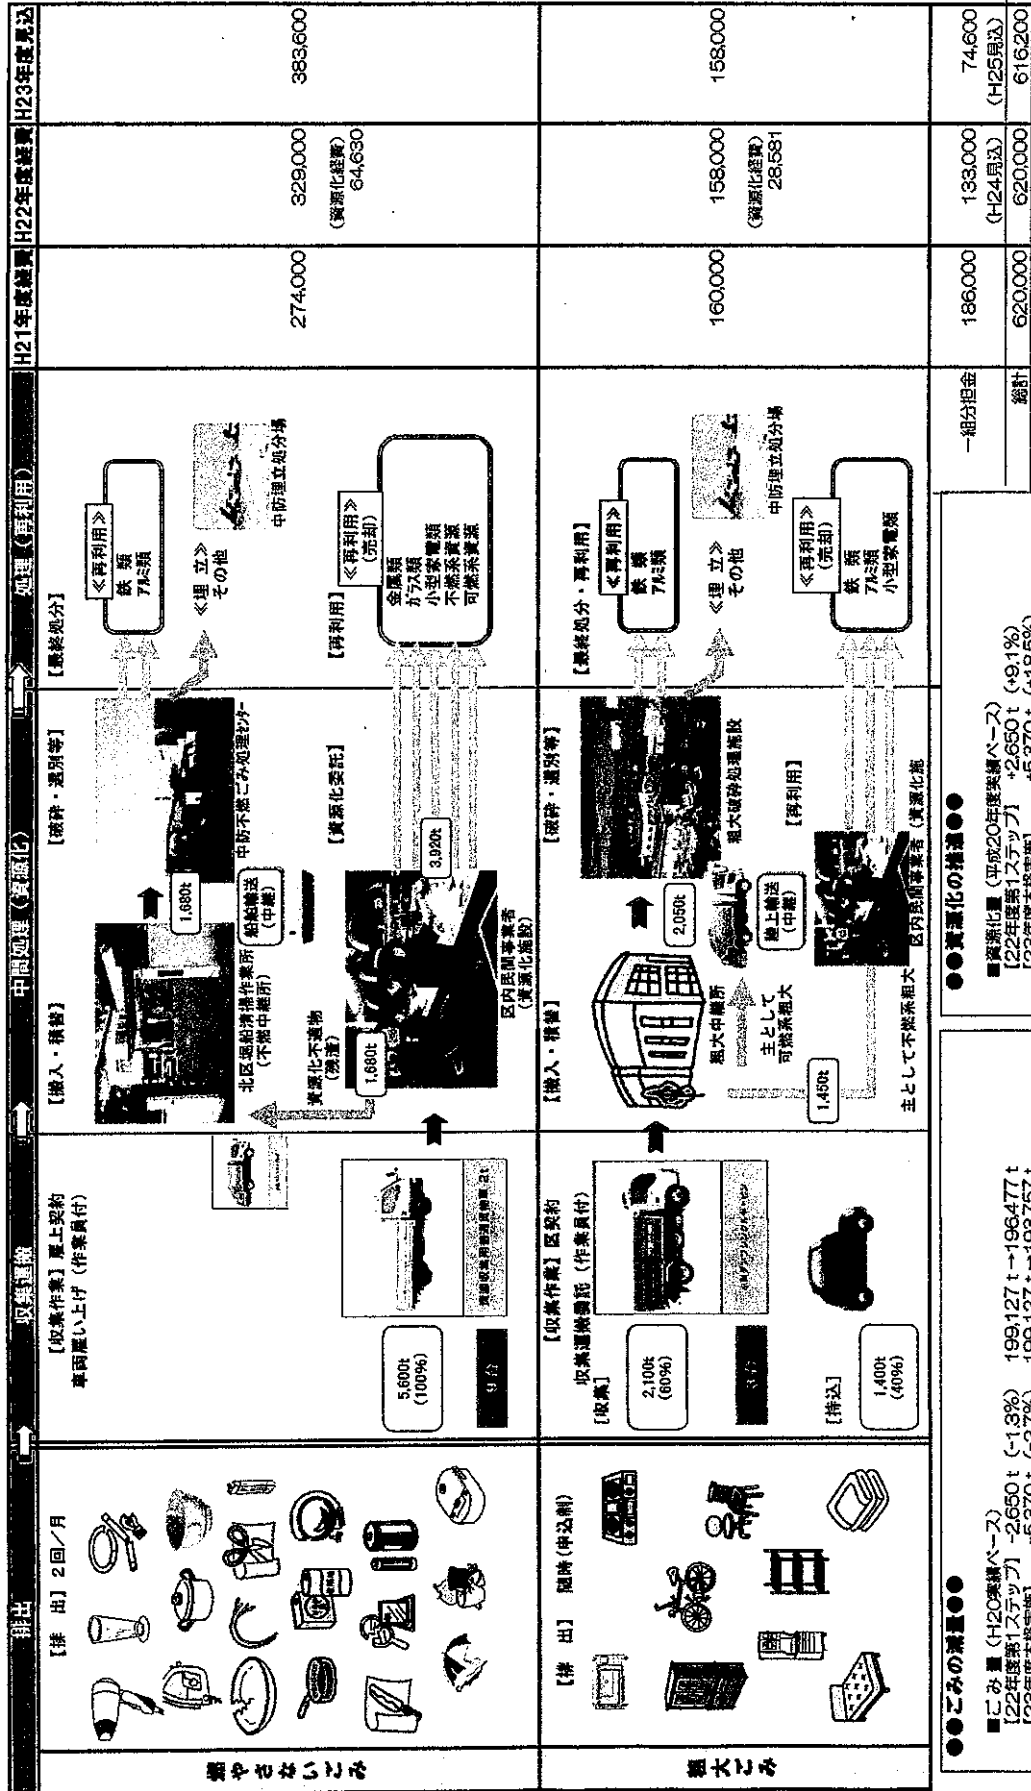 排出
収集運搬
中間処理(資源化)
処理等(再利用)
H21年度経費
H22年度経費
H23年度見込
燃やさないごみ
【排 出】2回/月
【収集作業】雇上契約
車両雇い上げ(作業員付)
5,600t
(100%)
9台
資源収集用普通貨物車 2t
【搬入・積替】
北区堀船清掃作業所
(不燃中継所)
資源化不適物
(残渣)
1,680t
1,680t
船舶輸送
(中継)
【破砕・選別等】
中防不燃ごみ処理センター
【資源化委託】
区内民間事業者
(資源化施設)
3,920t
【最終処分】
≪再利用≫
鉄 類
アルミ類
≪埋 立≫
その他
中防埋立処分場
【再利用】
≪再利用≫
(売却)
金属類
ガラス類
小型家電類
不燃系資源
可燃系資源
274,000
329,000
(資源化経費)
64,630
383,600
粗大ごみ
【排 出】 随時(申込制)
【収集作業】区契約
収集運搬委託(作業員付)
[収集]
2,100t
(60%)
[持込]
1,400t
(40%)
【搬入・積替】
粗大中継所
主として
可燃系粗大
1,450t
主として不燃系粗大
2,050t
陸上輸送
(中継)
【破砕・選別等】
粗大破砕処理施設
【再利用】
区内民間事業者(資源化施
【最終処分・再利用】
≪再利用≫
鉄 類
アルミ類
≪埋 立≫
その他
中防埋立処分場
≪再利用≫
(売却)
鉄 類
アルミ類
小型家電類
160,000
158,000
(資源化経費)
28,581
158,000
一組分担金
186,000
133,000
(H24見込)
74,600
(H25見込)
総計
620,000
620,000
616,200
●●ごみの減量●●
■ごみ量(H20実績ベース)
[22年度第1ステップ] -2,650t (-1.3%) 199,127t→196,477t
●●資源化の推進●●
■資源化量(平成20年度実績ベース)
[22年度第1ステップ] +2,650t (+9.1%)